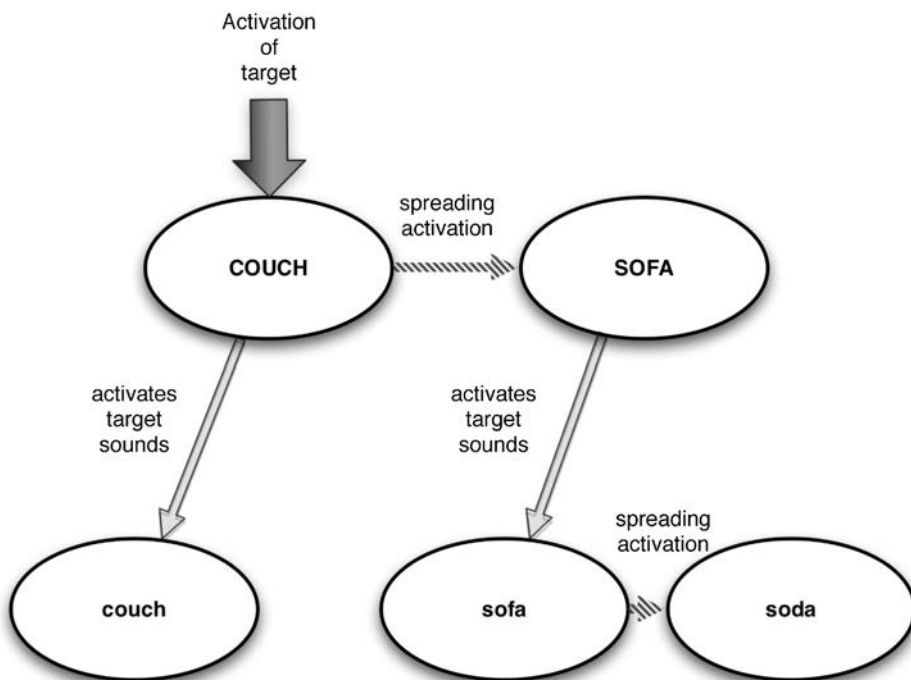 Activation
of
target
spreading
activation
COUCH
SOFA
activates
target
sounds
activates
target
sounds
spreading
activation
couch
sofa
soda